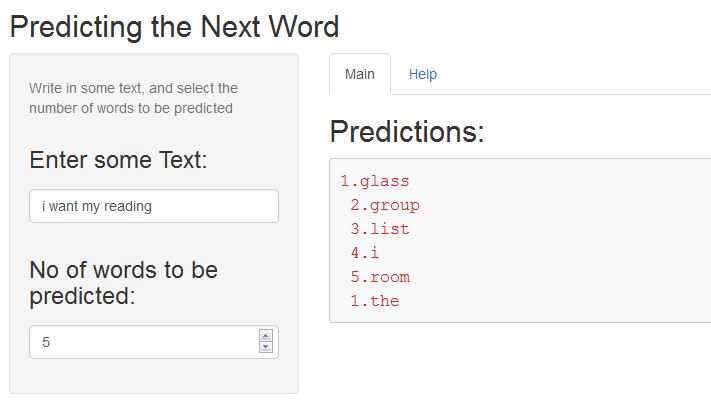 Predicting the Next Word
Write in some text, and select the
number of words to be predicted
Enter some Text:
i want my reading
No of words to be
predicted:
5
Main Help
Predictions:
1.glass
2.group
3.list
4.i
5.room
1.the